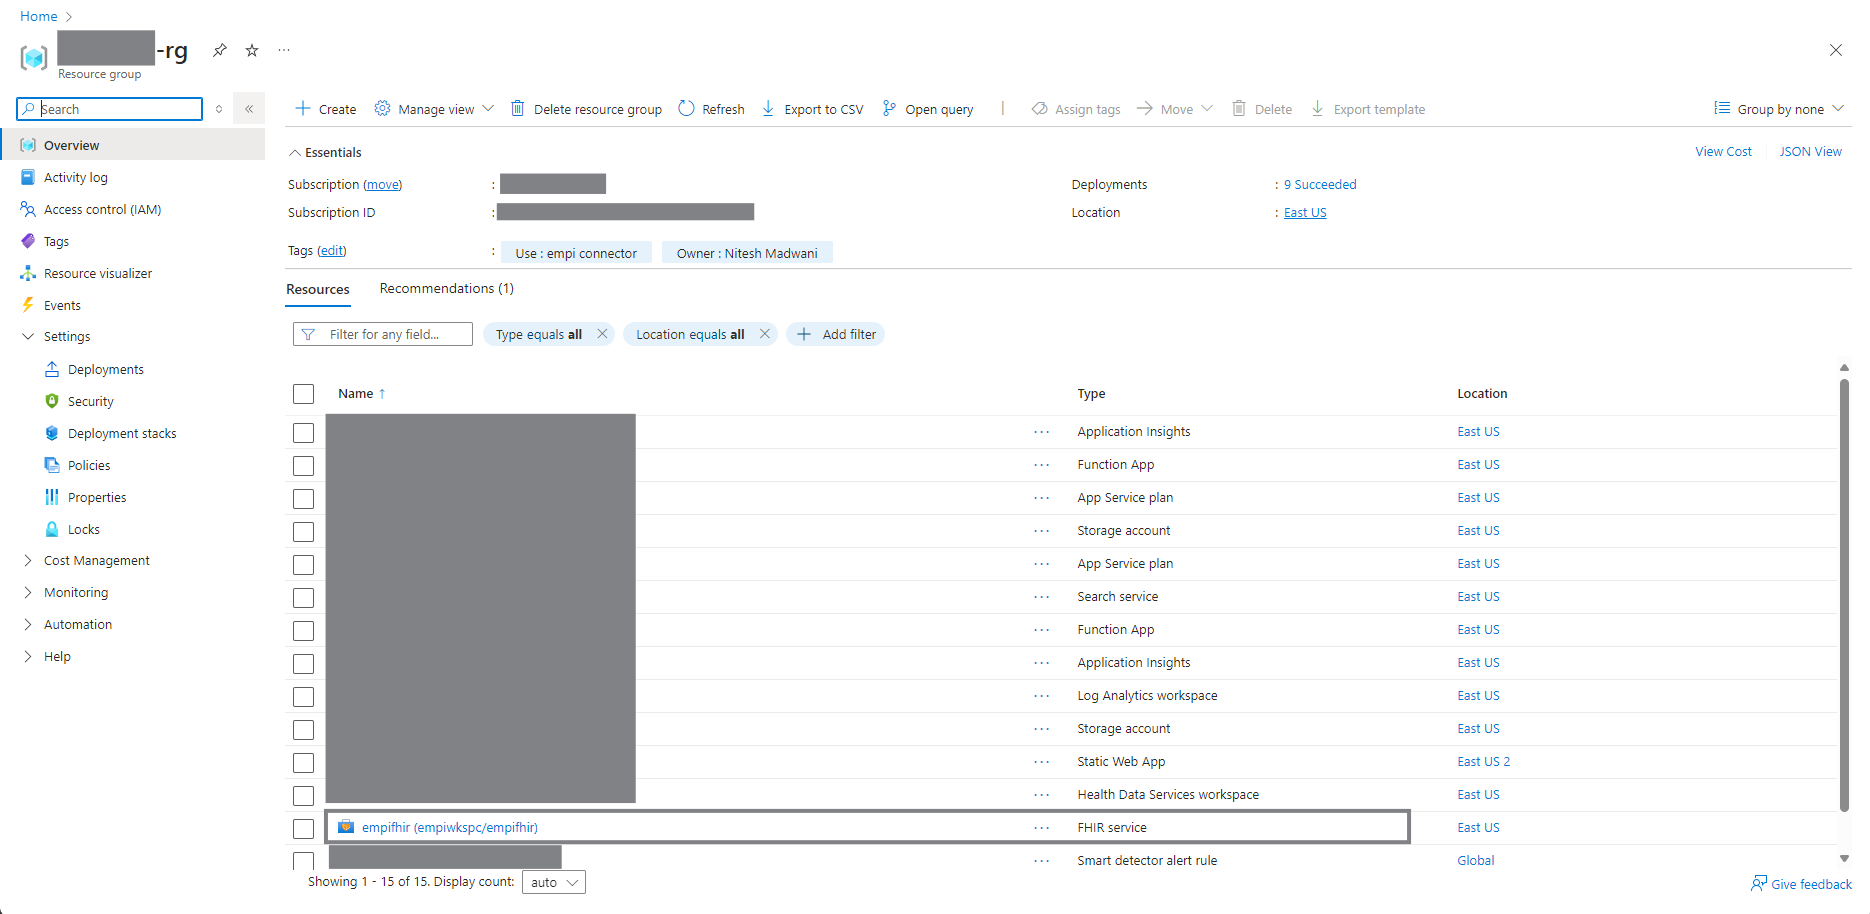 Home
-rg
Resource group
Search
Create Manage view Delete resource group Refresh Export to CSV Open query Assign tags Move Delete Export template Group by none
Overview
Activity log
Access control (IAM)
Tags
Resource visualizer
Events
Settings
Deployments
Security
Deployment stacks
Policies
Properties
Locks
Cost Management
Monitoring
Automation
Help
Essentials
View Cost JSON View
Subscription (move) :
Deployments : 9 Succeeded
Subscription ID :
Location : East US
Tags (edit) : Use : empi connector Owner : Nitesh Madwani
Resources Recommendations (1)
Filter for any field... Type equals all Location equals all Add filter
Name ↑ Type Location
Application Insights East US
Function App East US
App Service plan East US
Storage account East US
App Service plan East US
Search service East US
Function App East US
Application Insights East US
Log Analytics workspace East US
Storage account East US
Static Web App East US 2
Health Data Services workspace East US
empifhir (empiwkspc/empifhir) FHIR service East US
Smart detector alert rule Global
Showing 1 - 15 of 15. Display count: auto
Give feedback